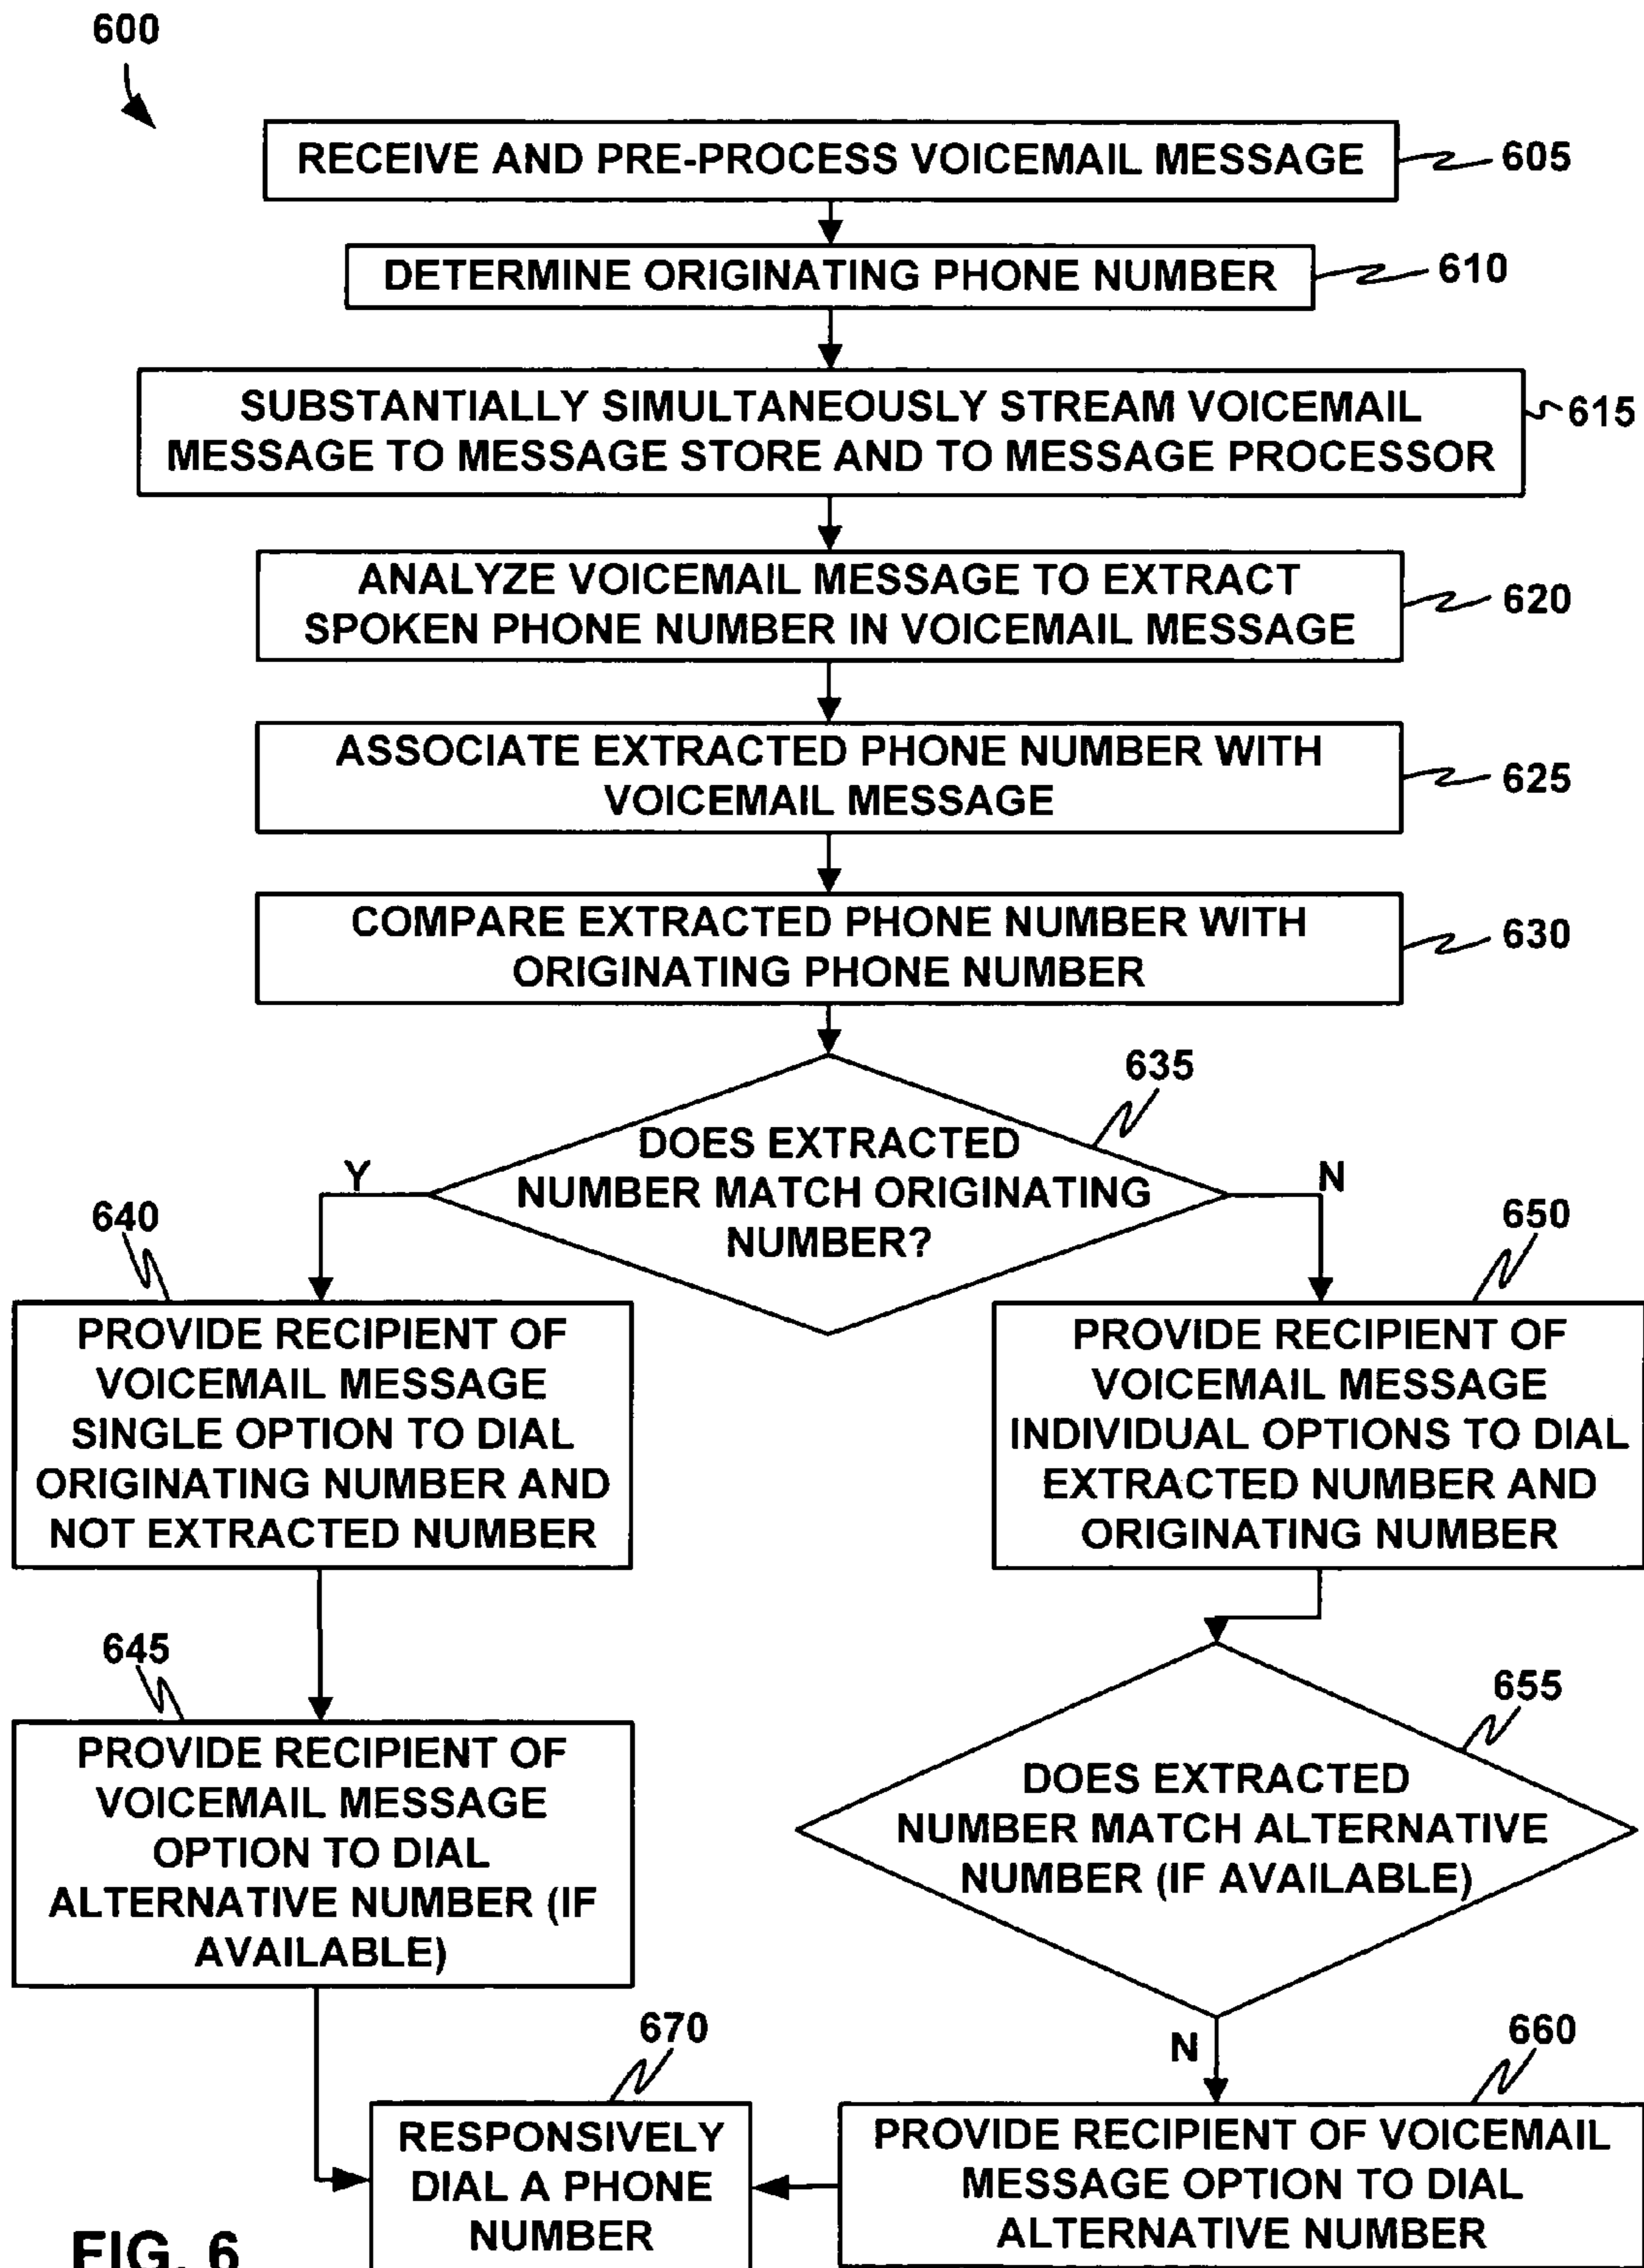 600
RECEIVE AND PRE-PROCESS VOICEMAIL MESSAGE
605
DETERMINE ORIGINATING PHONE NUMBER
610
SUBSTANTIALLY SIMULTANEOUSLY STREAM VOICEMAIL
MESSAGE TO MESSAGE STORE AND TO MESSAGE PROCESSOR
615
ANALYZE VOICEMAIL MESSAGE TO EXTRACT
SPOKEN PHONE NUMBER IN VOICEMAIL MESSAGE
620
ASSOCIATE EXTRACTED PHONE NUMBER WITH
VOICEMAIL MESSAGE
625
COMPARE EXTRACTED PHONE NUMBER WITH
ORIGINATING PHONE NUMBER
630
635
DOES EXTRACTED
NUMBER MATCH ORIGINATING
NUMBER?
Y
N
640
PROVIDE RECIPIENT OF
VOICEMAIL MESSAGE
SINGLE OPTION TO DIAL
ORIGINATING NUMBER AND
NOT EXTRACTED NUMBER
650
PROVIDE RECIPIENT OF
VOICEMAIL MESSAGE
INDIVIDUAL OPTIONS TO DIAL
EXTRACTED NUMBER AND
ORIGINATING NUMBER
645
PROVIDE RECIPIENT OF
VOICEMAIL MESSAGE
OPTION TO DIAL
ALTERNATIVE NUMBER (IF
AVAILABLE)
655
DOES EXTRACTED
NUMBER MATCH ALTERNATIVE
NUMBER (IF AVAILABLE)
N
660
PROVIDE RECIPIENT OF VOICEMAIL
MESSAGE OPTION TO DIAL
ALTERNATIVE NUMBER
670
RESPONSIVELY
DIAL A PHONE
NUMBER
FIG. 6